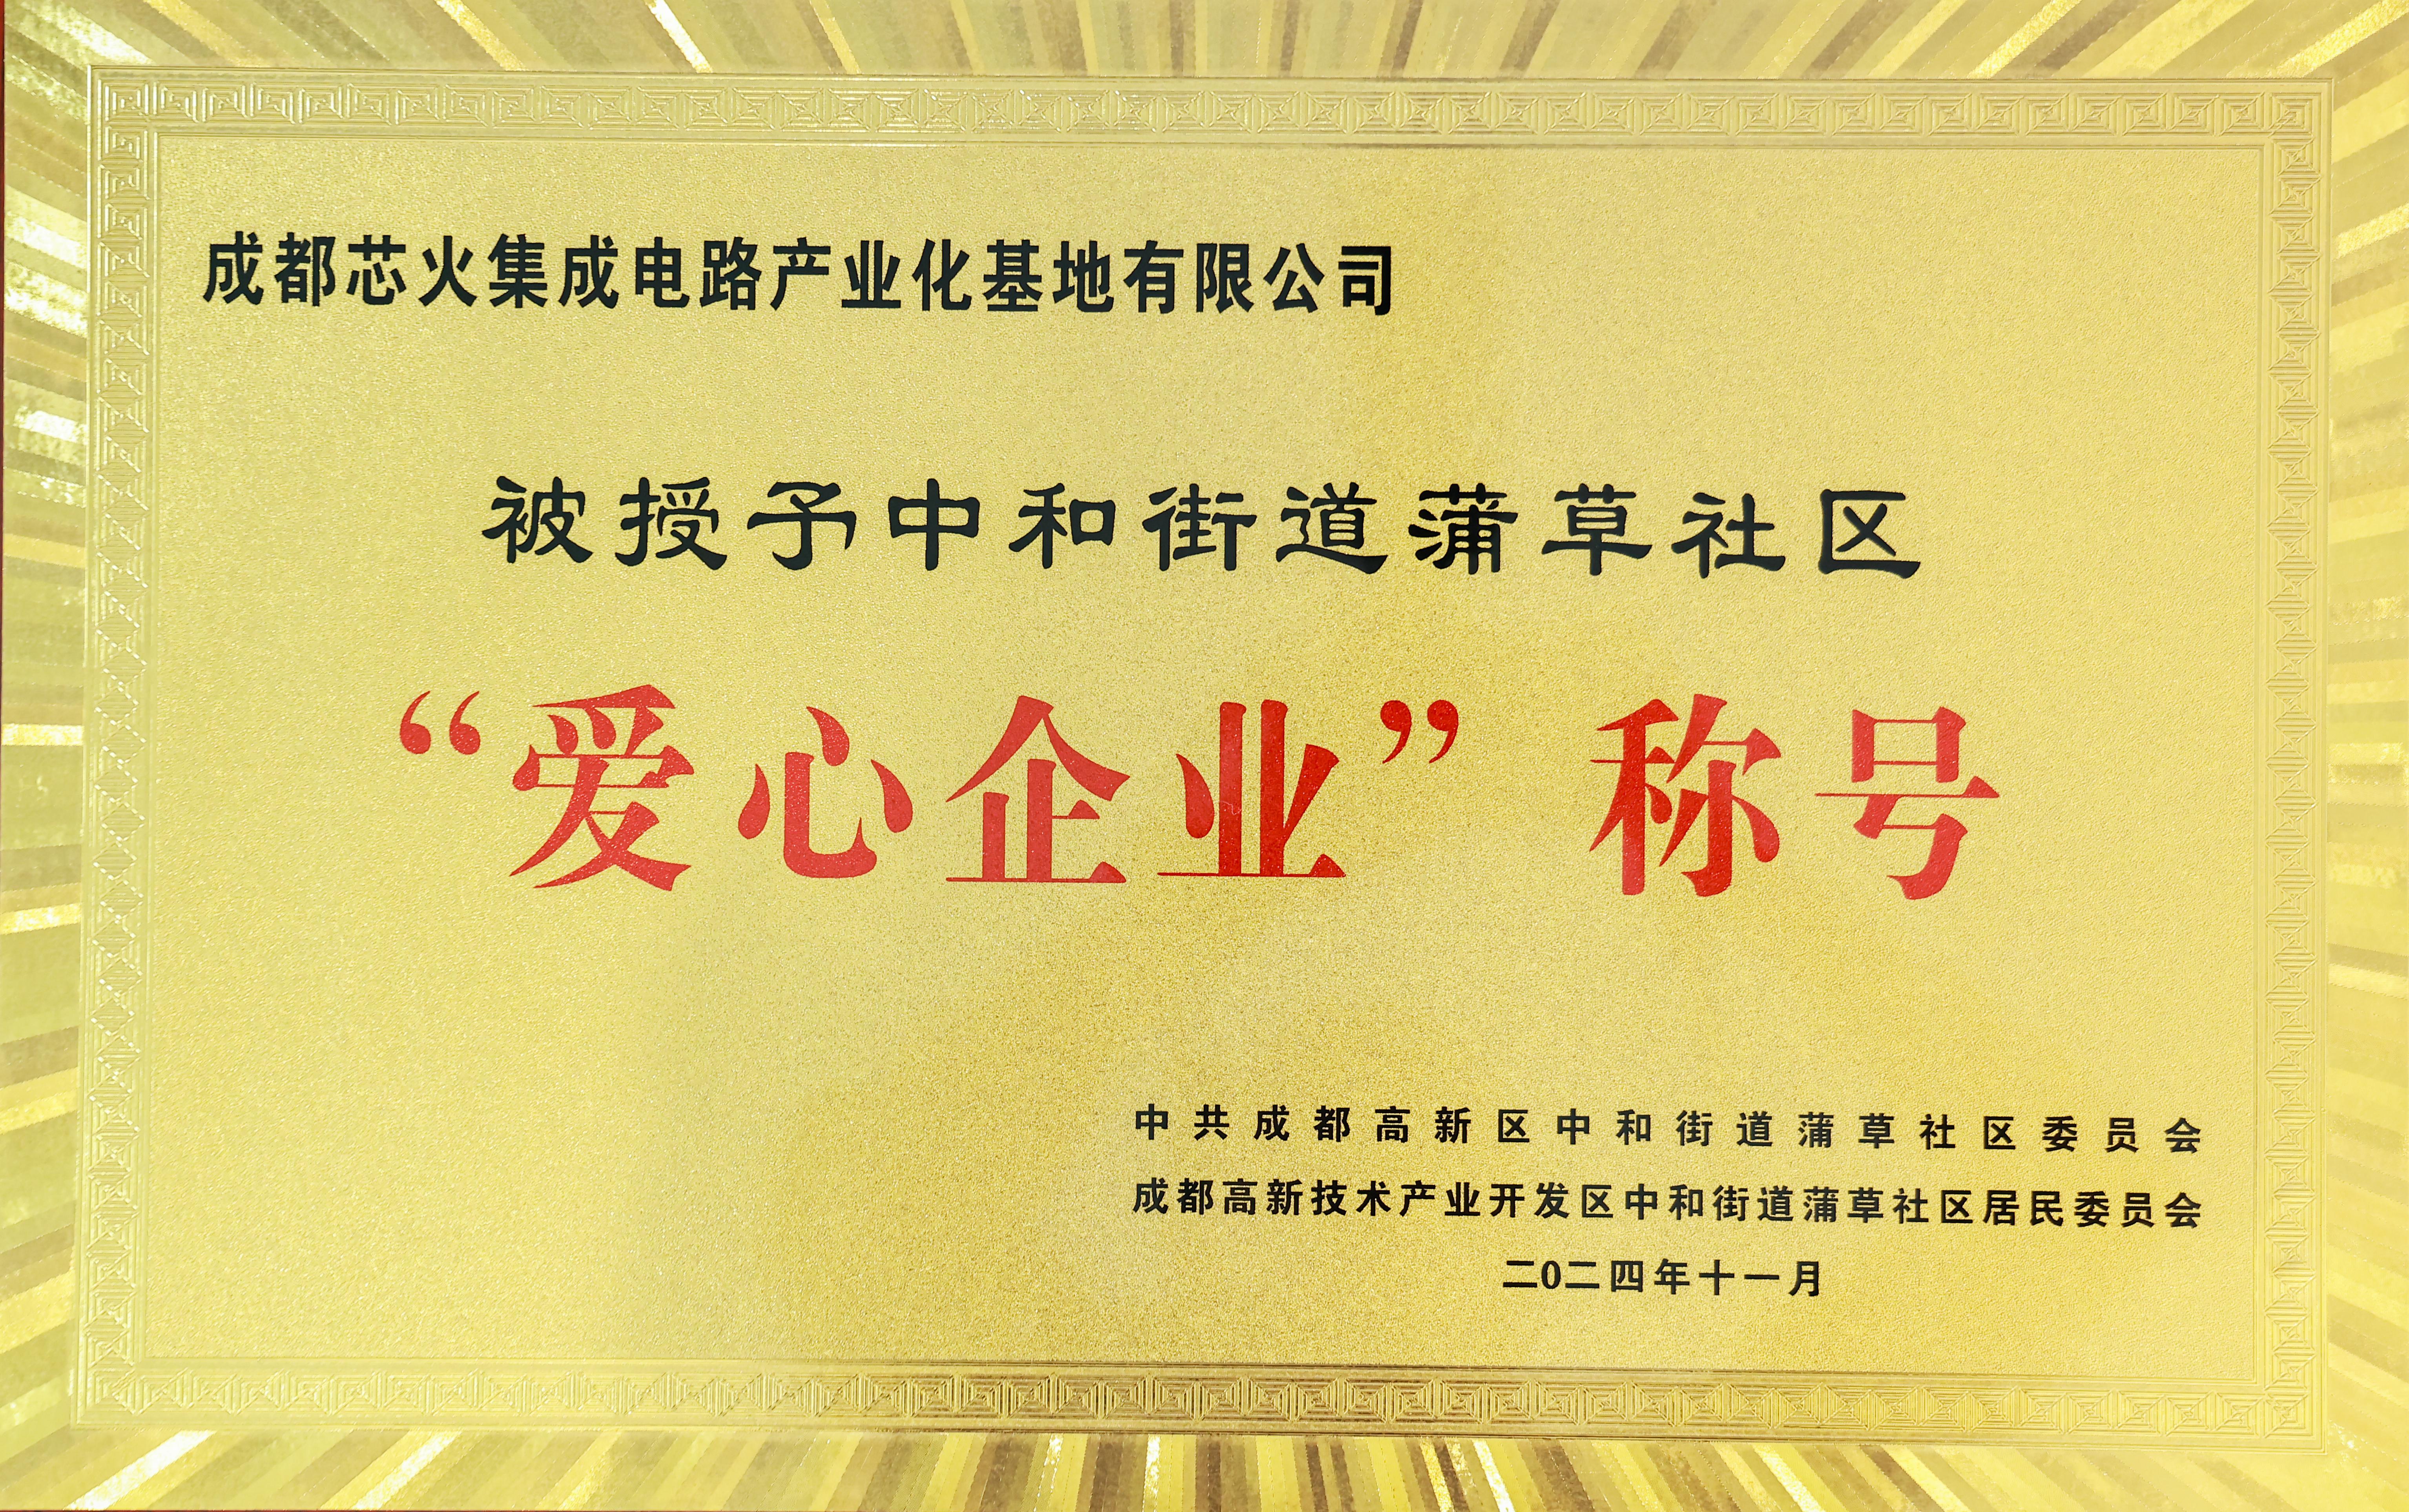 成都芯火集成电路产业化基地有限公司
被授予中和街道蒲草社区
“爱心企业”称号
中共成都高新区中和街道蒲草社区委员会
成都高新技术产业开发区中和街道蒲草社区居民委员会
二0二四年十一月